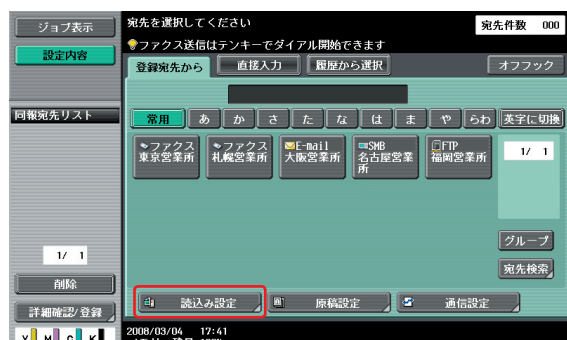 ジョブ表示
設定内容
同報宛先リスト
1/ 1
削除
詳細確認/登録
Y M C K
宛先を選択してください
宛先件数 000
ファクス送信はテンキーでダイアル開始できます
登録宛先から 直接入力 履歴から選択 オフフック
常用 あ か さ た な は ま や らわ 英字に切換
ファクス
東京営業所
ファクス
札幌営業所
E-mail
大阪営業所
SMB
名古屋営業
所
FTP
福岡営業所
1/ 1
グループ
宛先検索
読込み設定 原稿設定 通信設定
2008/03/04 17:41